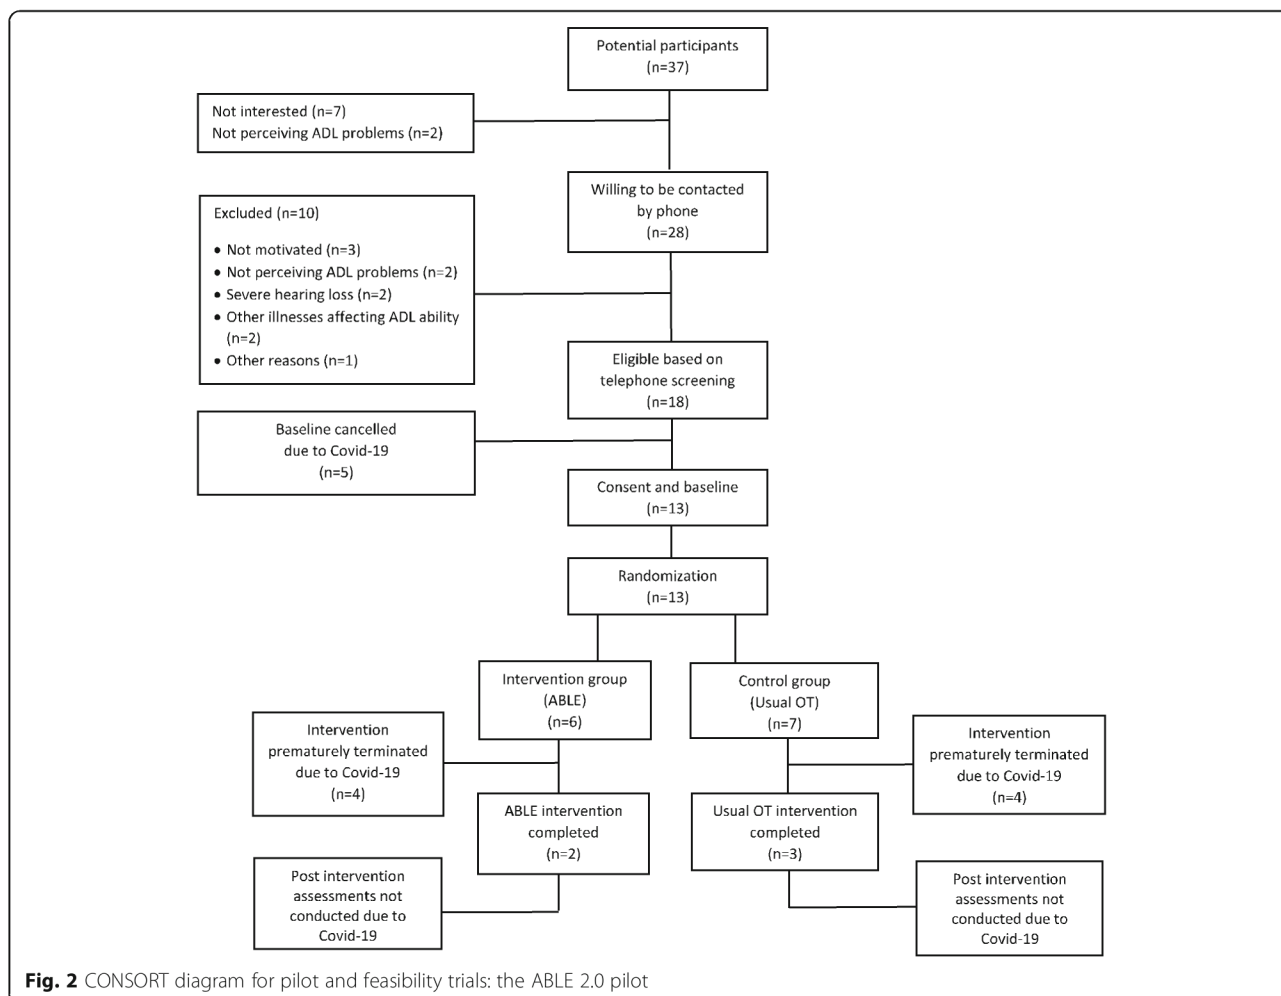 Potential participants
(n=37)
Not interested (n=7)
Not perceiving ADL problems (n=2)
Willing to be contacted
by phone
(n=28)
Excluded (n=10)
• Not motivated (n=3)
• Not perceiving ADL problems (n=2)
• Severe hearing loss (n=2)
• Other illnesses affecting ADL ability
(n=2)
• Other reasons (n=1)
Eligible based on
telephone screening
(n=18)
Baseline cancelled
due to Covid-19
(n=5)
Consent and baseline
(n=13)
Randomization
(n=13)
Intervention group
(ABLE)
(n=6)
Control group
(Usual OT)
(n=7)
Intervention
prematurely terminated
due to Covid-19
(n=4)
Intervention
prematurely terminated
due to Covid-19
(n=4)
ABLE intervention
completed
(n=2)
Usual OT intervention
completed
(n=3)
Post intervention
assessments not
conducted due to
Covid-19
Post intervention
assessments not
conducted due to
Covid-19
Fig. 2 CONSORT diagram for pilot and feasibility trials: the ABLE 2.0 pilot